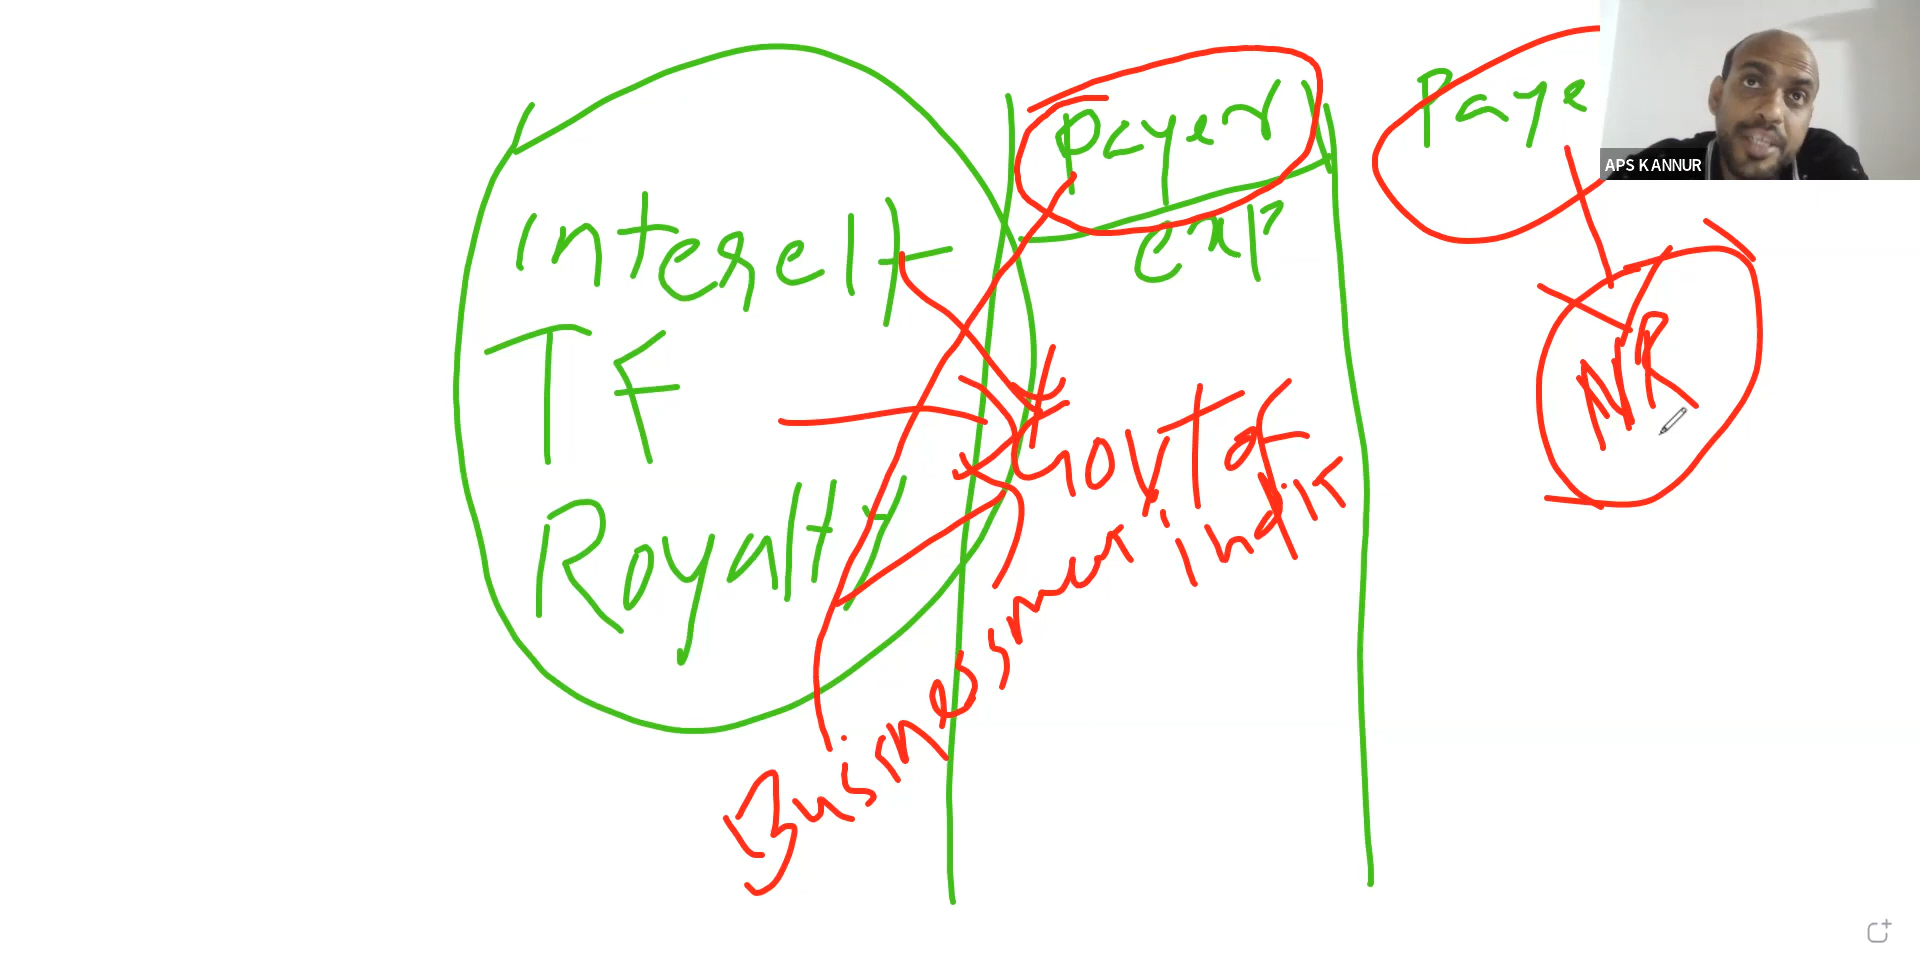 Payer
Paye
APS KANNUR
Interest
exp
TF
NR
Govt of
india
Royalty
Businessman